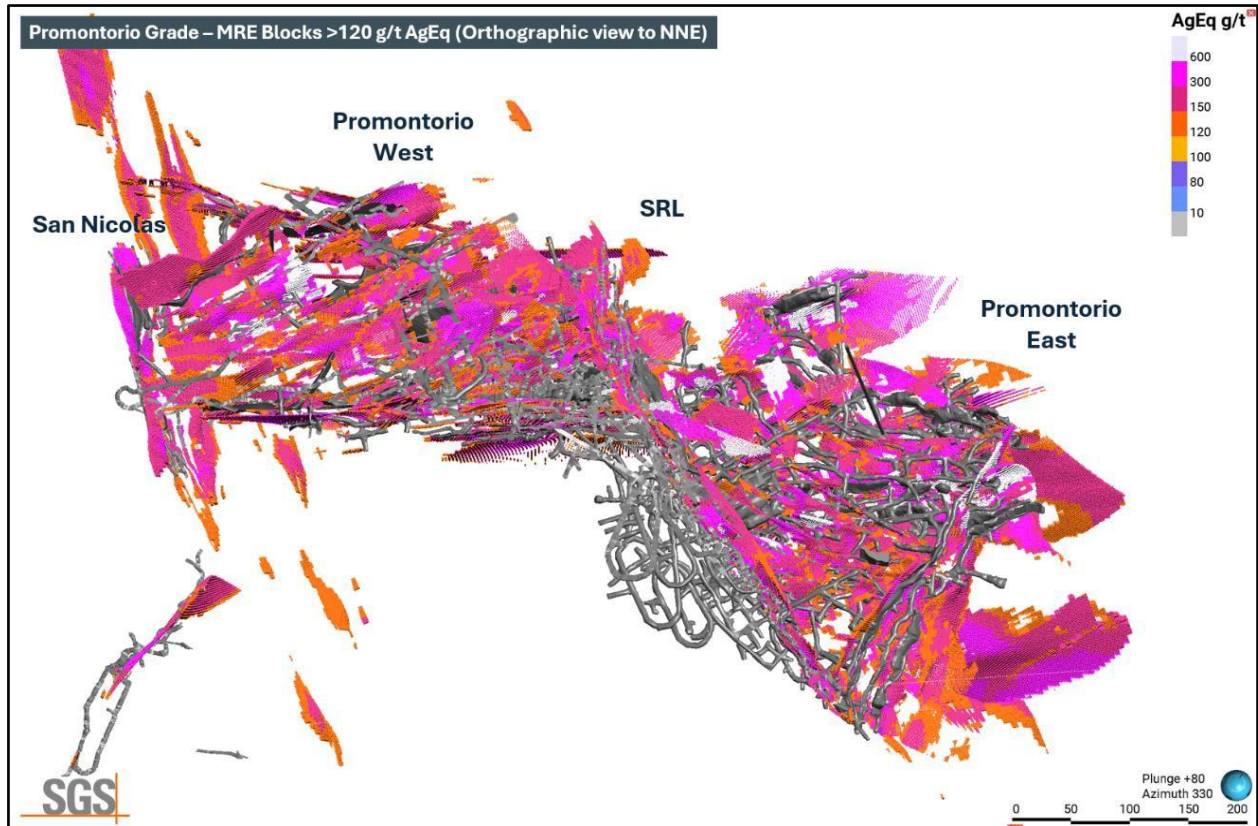 Promontorio Grade – MRE Blocks >120 g/t AgEq (Orthographic view to NNE)
AgEq g/t
600
300
150
120
100
80
10
Promontorio
West
SRL
San Nicolas
Promontorio
East
SGS
Plunge +80
Azimuth 330
0 50 100 150 200